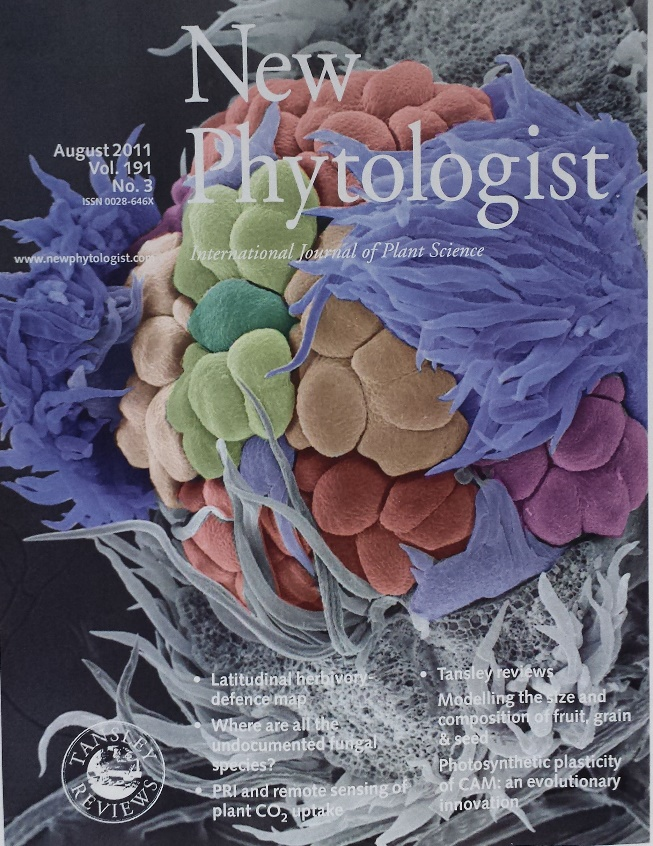 New
Phytologist
August 2011
Vol. 191
No. 3
ISSN 0028-646X
www.newphytologist.com
International Journal of Plant Science
• Latitudinal herbivory-
defence map
• Where are all the
undocumented fungal
species?
• PRI and remote sensing of
plant CO₂ uptake
• Tansley reviews
Modelling the size and
composition of fruit, grain
& seed
Photosynthetic plasticity
of CAM: an evolutionary
innovation
TANSLEY
REVIEWS